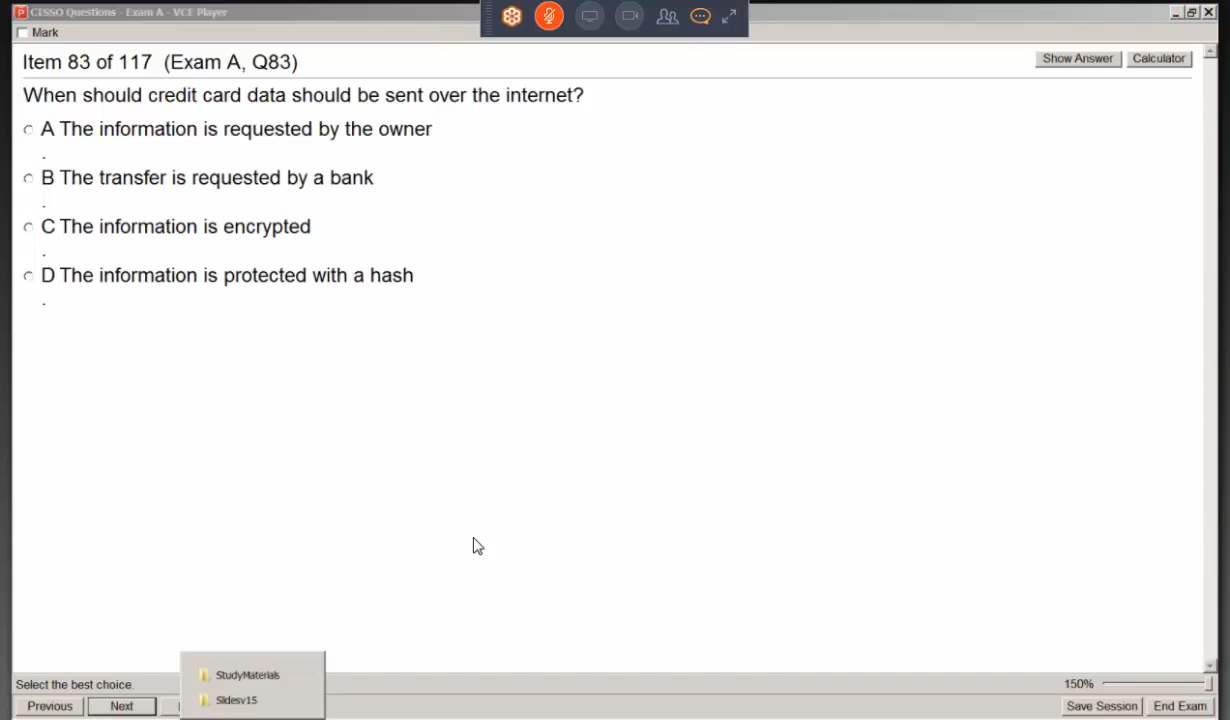 CISSO Questions - Exam A - VCE Player
Mark
Item 83 of 117 (Exam A, Q83)
Show Answer
Calculator
When should credit card data should be sent over the internet?
A The information is requested by the owner
.
B The transfer is requested by a bank
.
C The information is encrypted
.
D The information is protected with a hash
.
StudyMaterials
Slidesv15
Select the best choice.
150%
Previous
Next
Save Session
End Exam